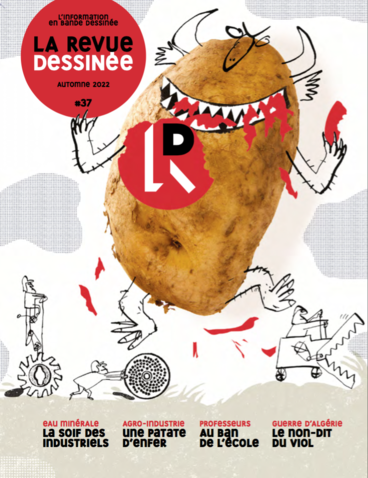 L'INFORMATION
EN BANDE DESSINÉE
LA REVUE
DESSINÉE
AUTOMNE 2022
#37
RD
EAU MINÉRALE
LA SOIF DES
INDUSTRIELS
AGRO-INDUSTRIE
UNE PATATE
D'ENFER
PROFESSEURS
AU BAN
DE L'ÉCOLE
GUERRE D'ALGÉRIE
LE NON-DIT
DU VIOL